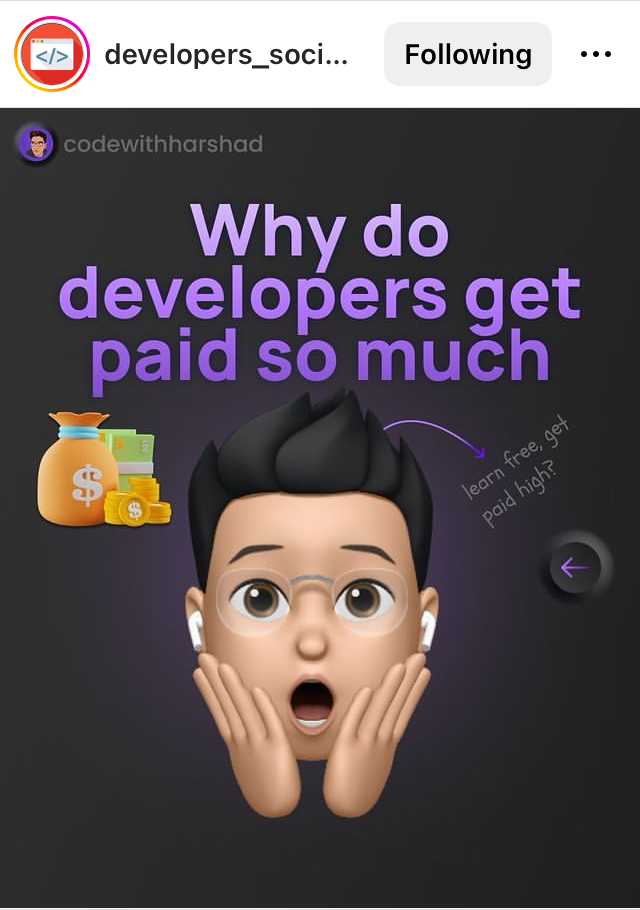 developers_soci...
Following
codewithharshad
Why do
developers get
paid so much
$
$
learn free, get
paid high?